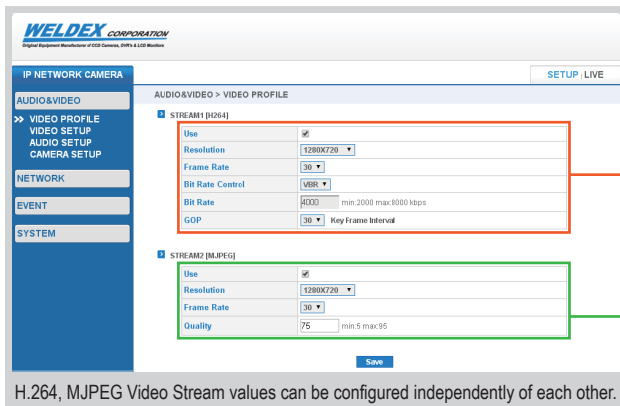 WELDEX CORPORATION
Original Equipment Manufacturer of CCD Cameras, DVR's & LCD Monitors
IP NETWORK CAMERA
SETUP | LIVE
AUDIO&VIDEO
VIDEO PROFILE
VIDEO SETUP
AUDIO SETUP
CAMERA SETUP
NETWORK
EVENT
SYSTEM
AUDIO&VIDEO > VIDEO PROFILE
STREAM1 [H264]
Use
Resolution 1280X720
Frame Rate 30
Bit Rate Control VBR
Bit Rate 4000 min:2000 max:8000 kbps
GOP 30 Key Frame Interval
STREAM2 [MJPEG]
Use
Resolution 1280X720
Frame Rate 30
Quality 75 min:5 max:95
Save
H.264, MJPEG Video Stream values can be configured independently of each other.